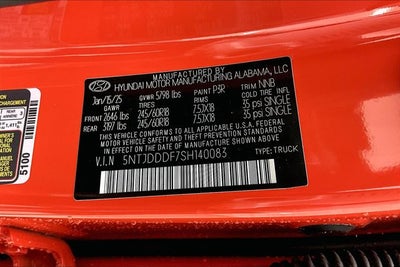 MANUFACTURED BY
HYUNDAI MOTOR MANUFACTURING ALABAMA, LLC
Jan/15/25 GVWR 5798 lbs PAINT P3R TRIM NNB
GAWR TIRES RIMS COLD TIRE INFL. PRES.
FRONT 2646 lbs 245/60R18 7.5JX18 35 psi SINGLE
REAR 3197 lbs 245/60R18 7.5JX18 35 psi SINGLE
THIS VEHICLE CONFORMS TO ALL APPLICABLE FEDERAL
MOTOR VEHICLE SAFETY AND THEFT PREVENTION STANDARDS
IN EFFECT ON THE DATE OF MANUFACTURE SHOWN ABOVE.
V.I.N 5NTJDDDF7SH140083
TYPE:TRUCK
5100